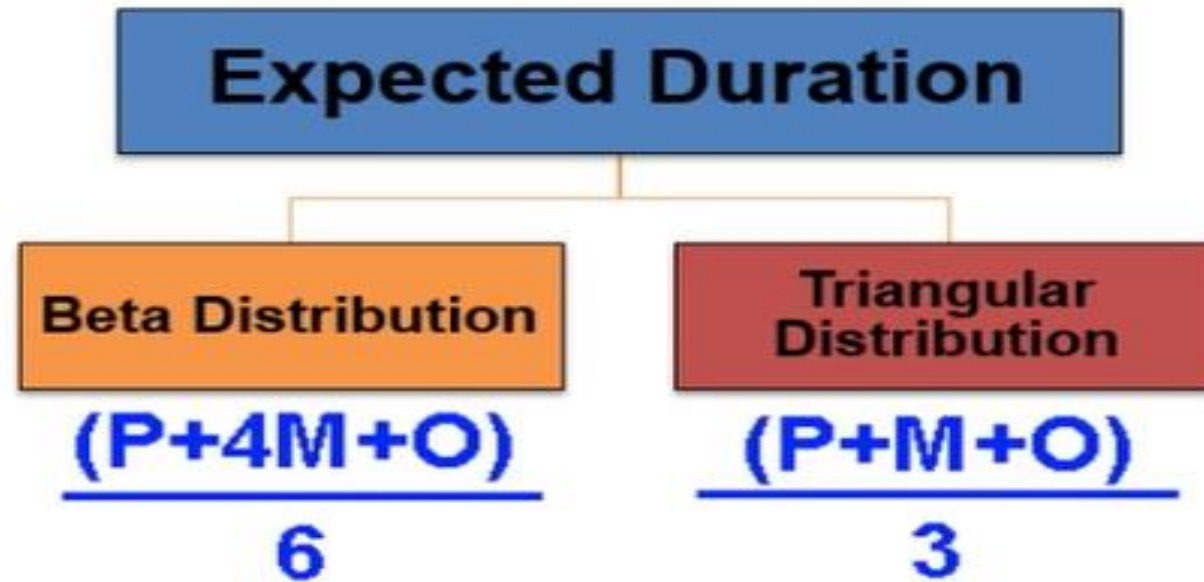 Expected Duration
Beta Distribution
(P+4M+O)
6
Triangular
Distribution
(P+M+O)
3